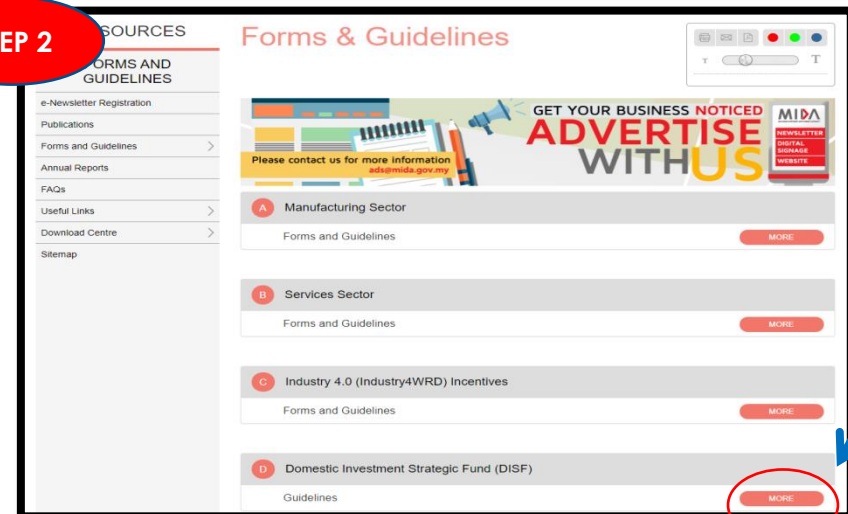 EP 2
SOURCES
ORMS AND
GUIDELINES
e-Newsletter Registration
Publications
Forms and Guidelines
Annual Reports
FAQs
Useful Links
Download Centre
Sitemap
Forms & Guidelines
T T
Please contact us for more information
ads@mida.gov.my
GET YOUR BUSINESS NOTICED
ADVERTISE
WITH US
MIDA
NEWSLETTER
DIGITAL
SIGNAGE
WEBSITE
A Manufacturing Sector
Forms and Guidelines MORE
B Services Sector
Forms and Guidelines MORE
C Industry 4.0 (Industry4WRD) Incentives
Forms and Guidelines MORE
D Domestic Investment Strategic Fund (DISF)
Guidelines MORE